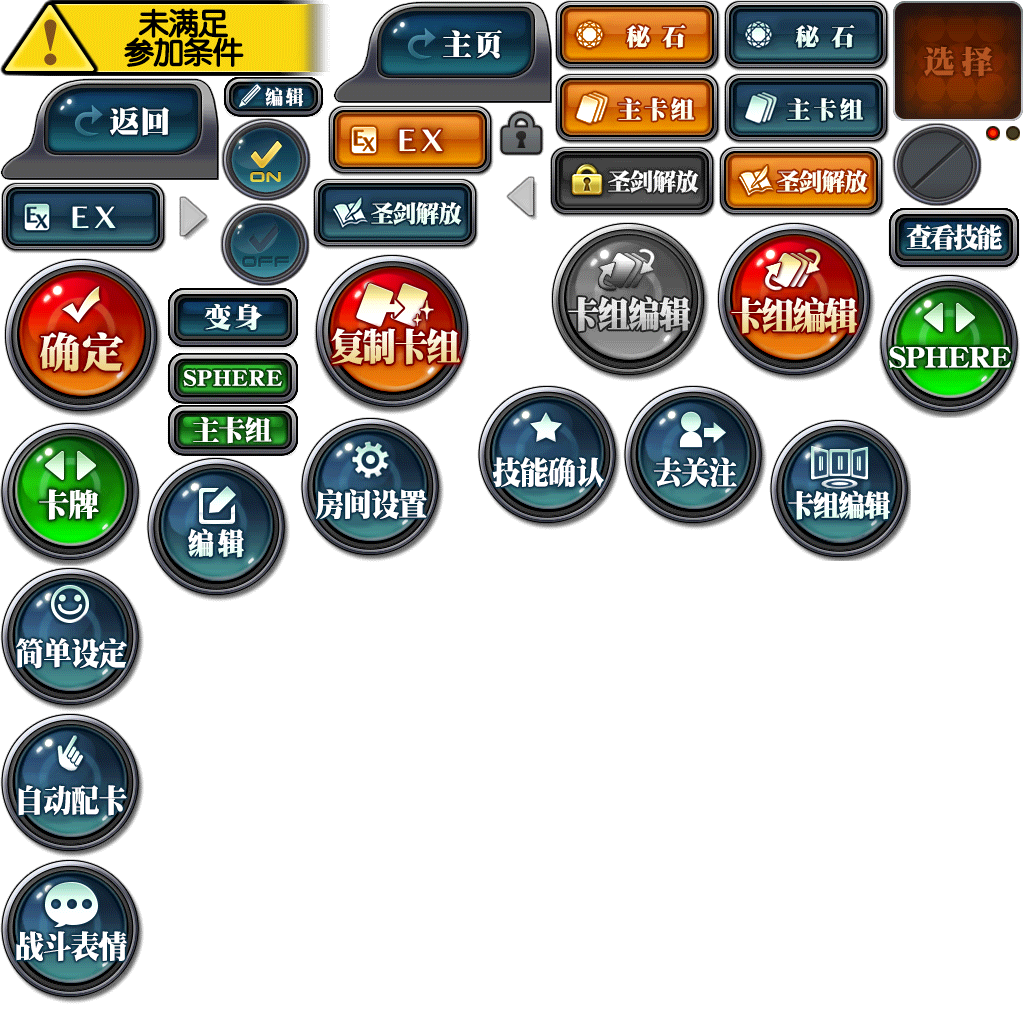 未满足
参加条件
主页
秘石
秘石
选择
返回
编辑
EX
主卡组
主卡组
ON
圣剑解放
圣剑解放
EX EX
圣剑解放
查看技能
OFF
变身
确定
复制卡组
卡组编辑
卡组编辑
SPHERE
SPHERE
主卡组
卡牌
编辑
房间设置
技能确认
去关注
卡组编辑
简单设定
自动配卡
战斗表情